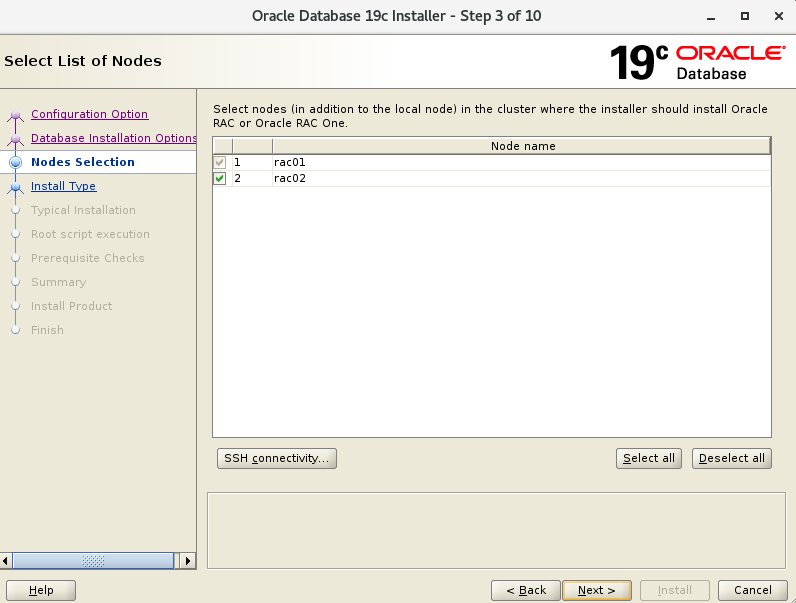 Oracle Database 19c Installer - Step 3 of 10
Select List of Nodes
19c ORACLE
Database
Configuration Option
Database Installation Options
Nodes Selection
Install Type
Typical Installation
Root script execution
Prerequisite Checks
Summary
Install Product
Finish
Select nodes (in addition to the local node) in the cluster where the installer should install Oracle
RAC or Oracle RAC One.
Node name
1 rac01
2 rac02
SSH connectivity...
Select all
Deselect all
Help
< Back
Next >
Install
Cancel